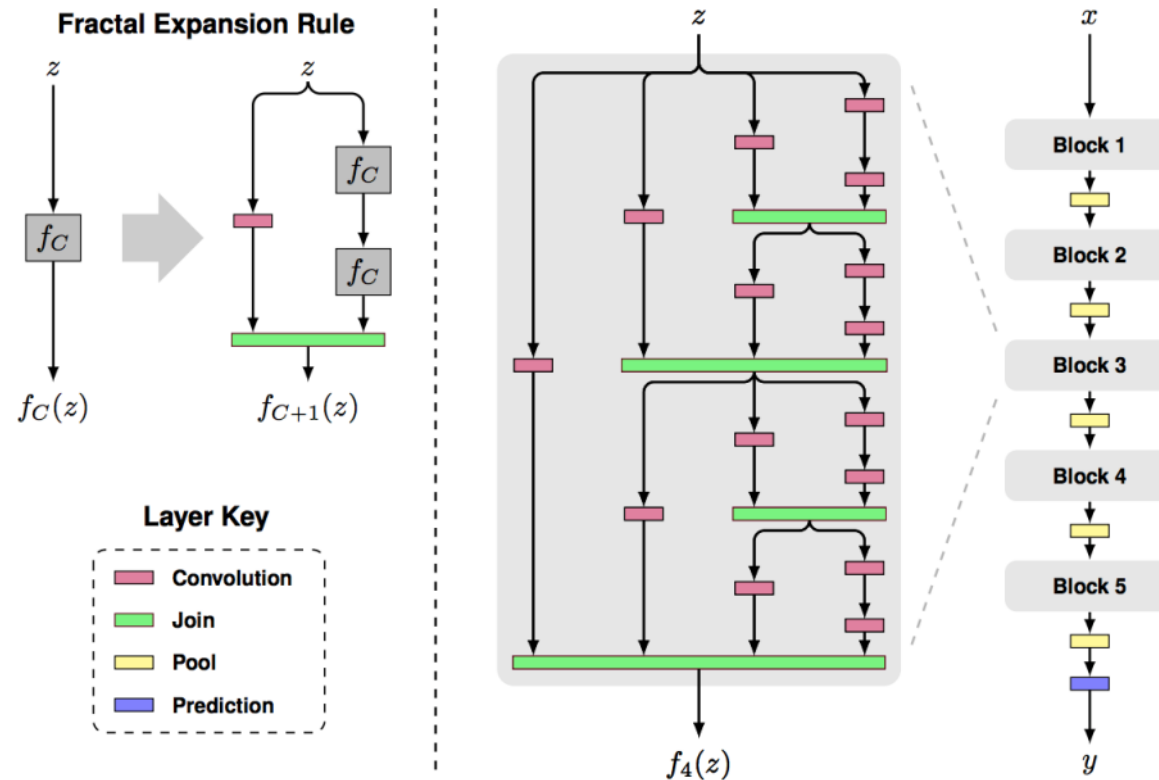 Fractal Expansion Rule
z
f_C
f_C(z)
z
f_C
f_C
f_{C+1}(z)
Layer Key
Convolution
Join
Pool
Prediction
z
f_4(z)
x
Block 1
Block 2
Block 3
Block 4
Block 5
y